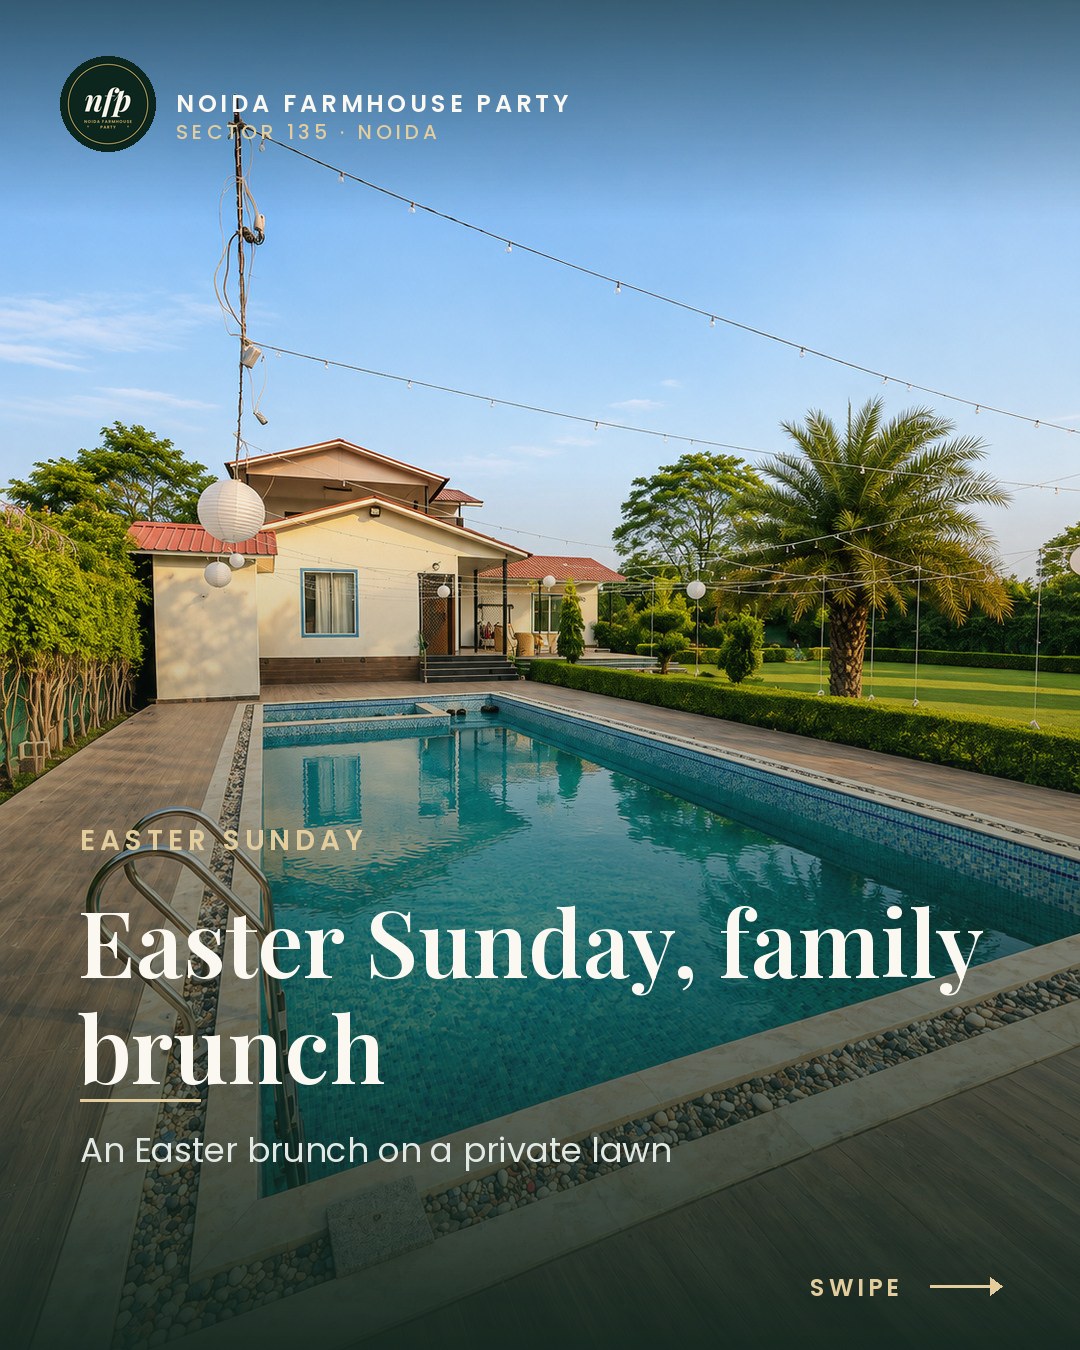 nfp
NOIDA FARMHOUSE
PARTY
NOIDA FARMHOUSE PARTY
SECTOR 135 · NOIDA
EASTER SUNDAY
Easter Sunday, family
brunch
An Easter brunch on a private lawn
SWIPE